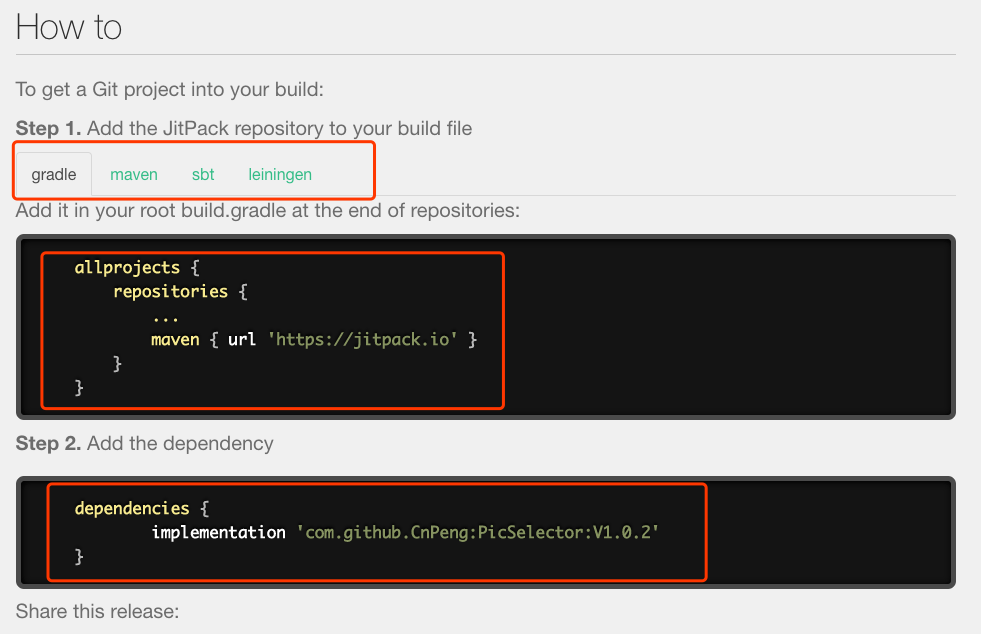 How to
To get a Git project into your build:
Step 1. Add the JitPack repository to your build file
gradle maven sbt leiningen
Add it in your root build.gradle at the end of repositories:
allprojects {
repositories {
...
maven { url 'https://jitpack.io' }
}
}
Step 2. Add the dependency
dependencies {
implementation 'com.github.CnPeng:PicSelector:V1.0.2'
}
Share this release: